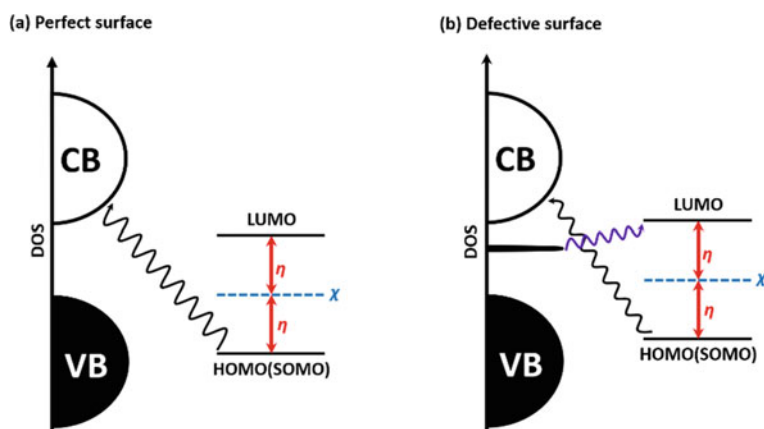 (a) Perfect surface
CB
DOS
VB
LUMO
η
χ
η
HOMO(SOMO)
(b) Defective surface
CB
DOS
VB
LUMO
η
χ
η
HOMO(SOMO)